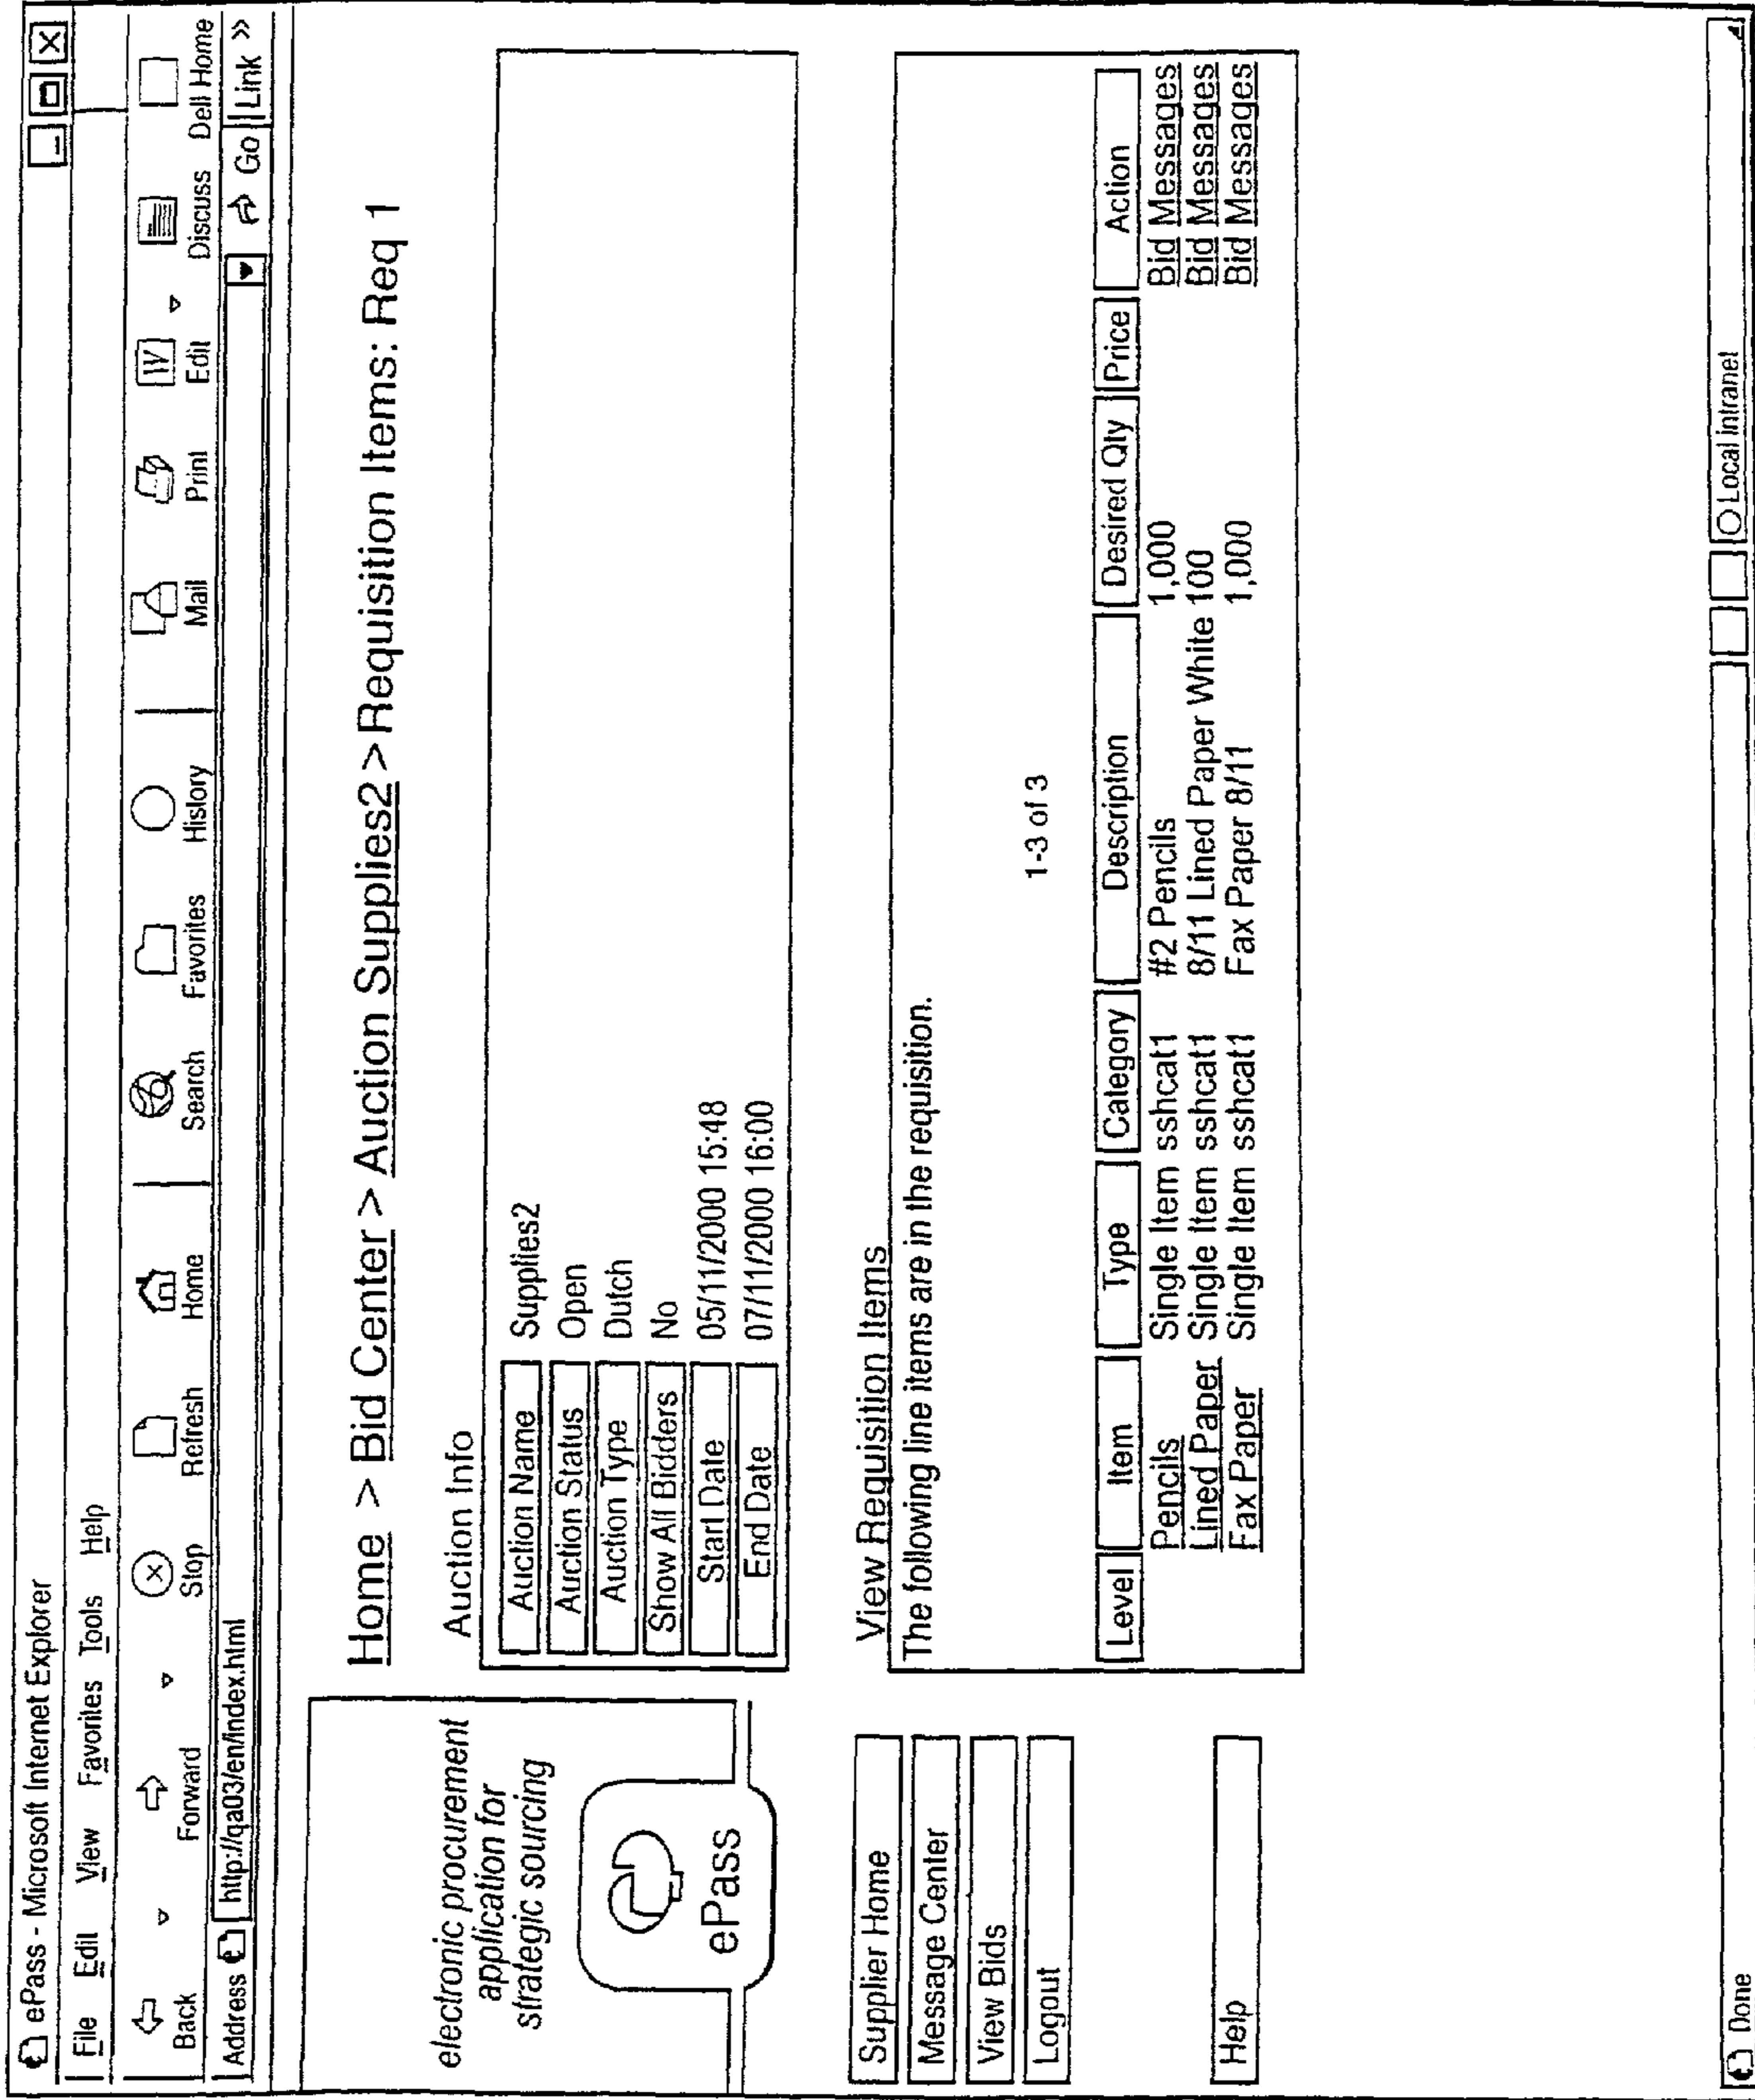 ePass - Microsoft Internet Explorer
File Edit View Favorites Tools Help
Back Forward Stop Refresh Home Search Favorites History Mail Print Edit Discuss Dell Home
Address http://qa03/en/index.html Go Link »
electronic procurement
application for
strategic sourcing
ePass
Supplier Home
Message Center
View Bids
Logout
Help
Home > Bid Center > Auction Supplies2 > Requisition Items: Req 1
Auction Info
Auction Name Supplies2
Auction Status Open
Auction Type Dutch
Show All Bidders No
Start Date 05/11/2000 15:48
End Date 07/11/2000 16:00
View Requisition Items
The following line items are in the requisition.
1-3 of 3
Level Item Type Category Description Desired Qty Price Action
Pencils Single Item sshcat1 #2 Pencils 1,000 Bid Messages
Lined Paper Single Item sshcat1 8/11 Lined Paper White 100 Bid Messages
Fax Paper Single Item sshcat1 Fax Paper 8/11 1,000 Bid Messages
Done Local intranet